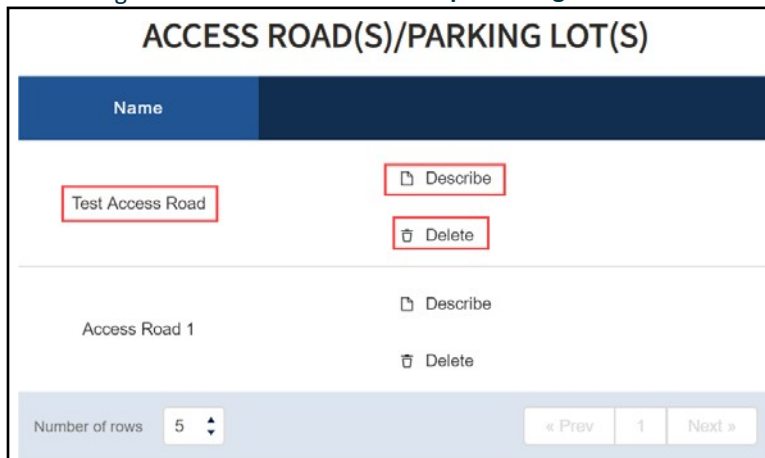 ACCESS ROAD(S)/PARKING LOT(S)
Name
Describe
Test Access Road
Delete
Describe
Access Road 1
Delete
Number of rows 5 « Prev 1 Next »